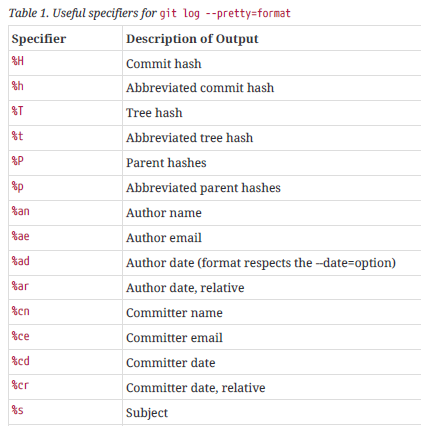 Table 1. Useful specifiers for git log --pretty=format
Specifier Description of Output
%H Commit hash
%h Abbreviated commit hash
%T Tree hash
%t Abbreviated tree hash
%P Parent hashes
%p Abbreviated parent hashes
%an Author name
%ae Author email
%ad Author date (format respects the --date=option)
%ar Author date, relative
%cn Committer name
%ce Committer email
%cd Committer date
%cr Committer date, relative
%s Subject